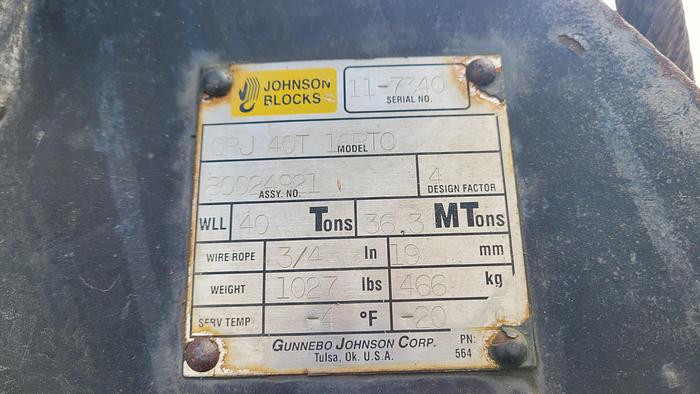 JOHNSON
BLOCKS
11-7340
SERIAL NO.
40T
MODEL
ASSY. NO.
4
DESIGN FACTOR
WLL 40 Tons 36.3 MTons
WIRE ROPE 3/4 In 19 mm
WEIGHT 1027 lbs 466 kg
SERV TEMP -4 °F -20
GUNNEBO JOHNSON CORP.
Tulsa, Ok. U.S.A.
PN:
564